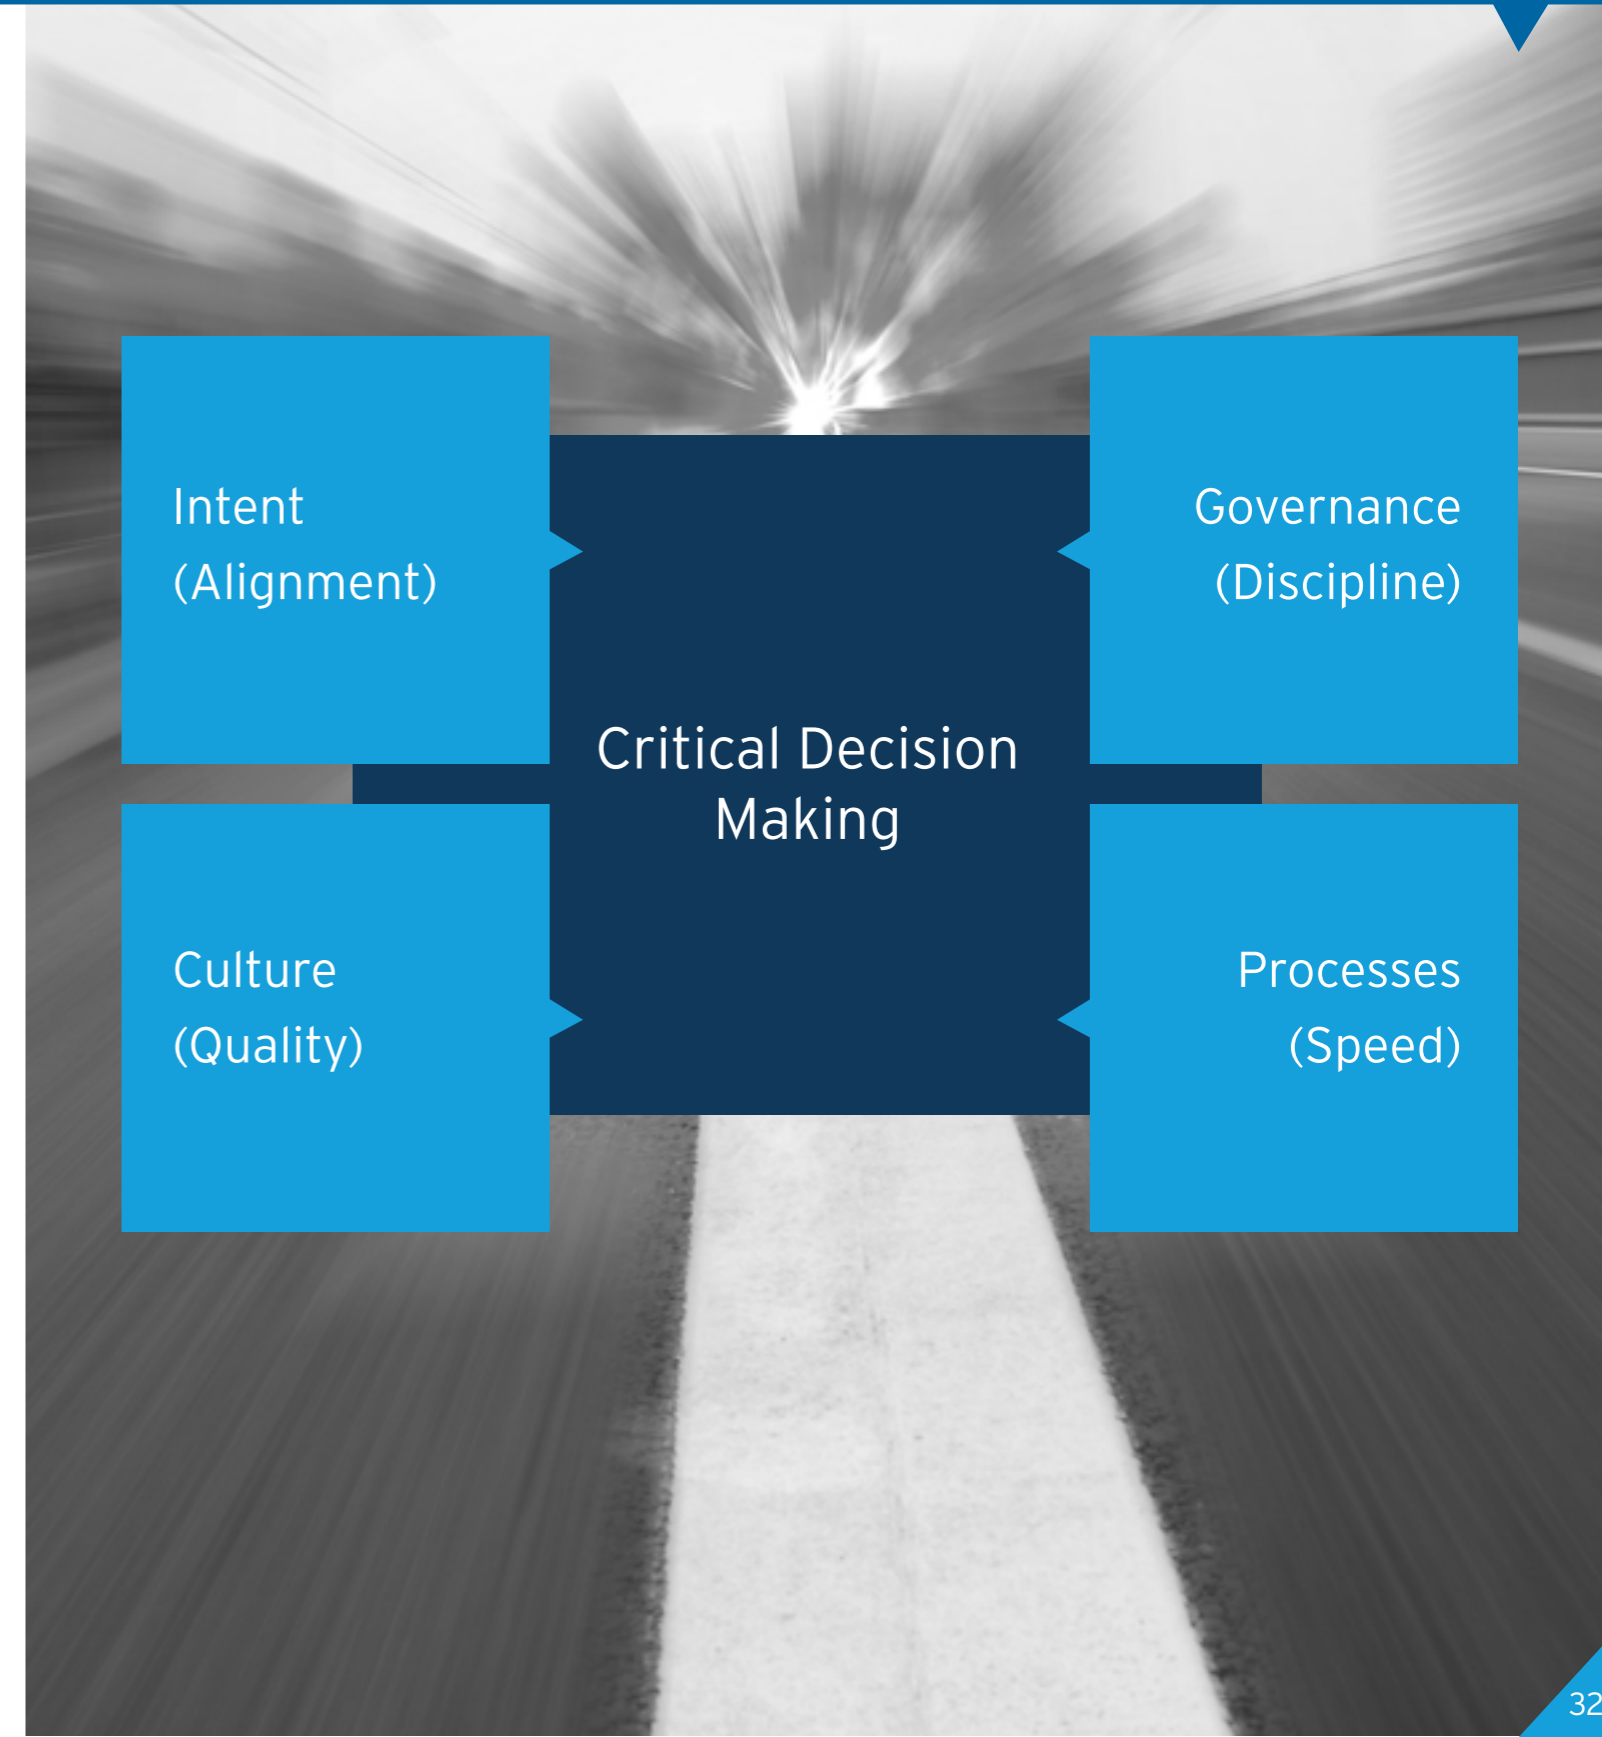 Intent
(Alignment)
Governance
(Discipline)
Critical Decision
Making
Culture
(Quality)
Processes
(Speed)
32